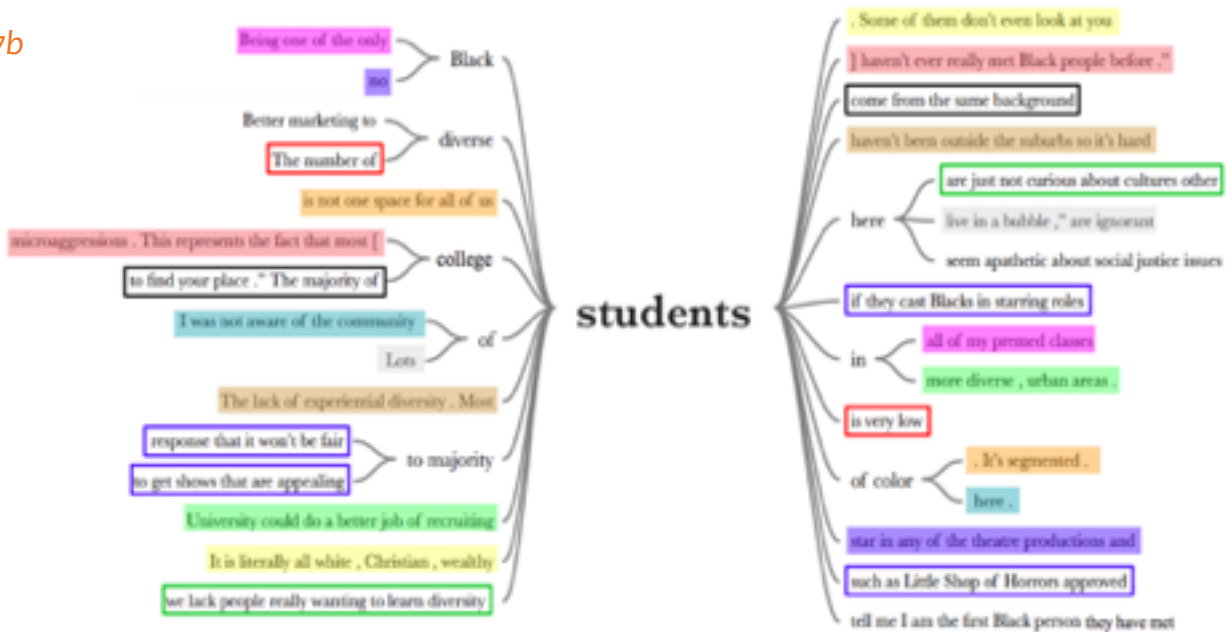 7b
Being one of the only
Black
no
Better marketing to
diverse
The number of
is not one space for all of us
microaggressions . This represents the fact that most [
college
to find your place ." The majority of
I was not aware of the community
of
Lots
The lack of experiential diversity . Most
response that it won't be fair
to majority
to get shows that are appealing
University could do a better job of recruiting
It is literally all white , Christian , wealthy
we lack people really wanting to learn diversity
students
. Some of them don't even look at you
] haven't ever really met Black people before ."
come from the same background
haven't been outside the suburbs so it's hard
are just not curious about cultures other
here
live in a bubble ," are ignorant
seem apathetic about social justice issues
if they cast Blacks in starring roles
all of my premed classes
in
more diverse , urban areas .
is very low
. It's segmented .
of color
here .
star in any of the theatre productions and
such as Little Shop of Horrors approved
tell me I am the first Black person they have met